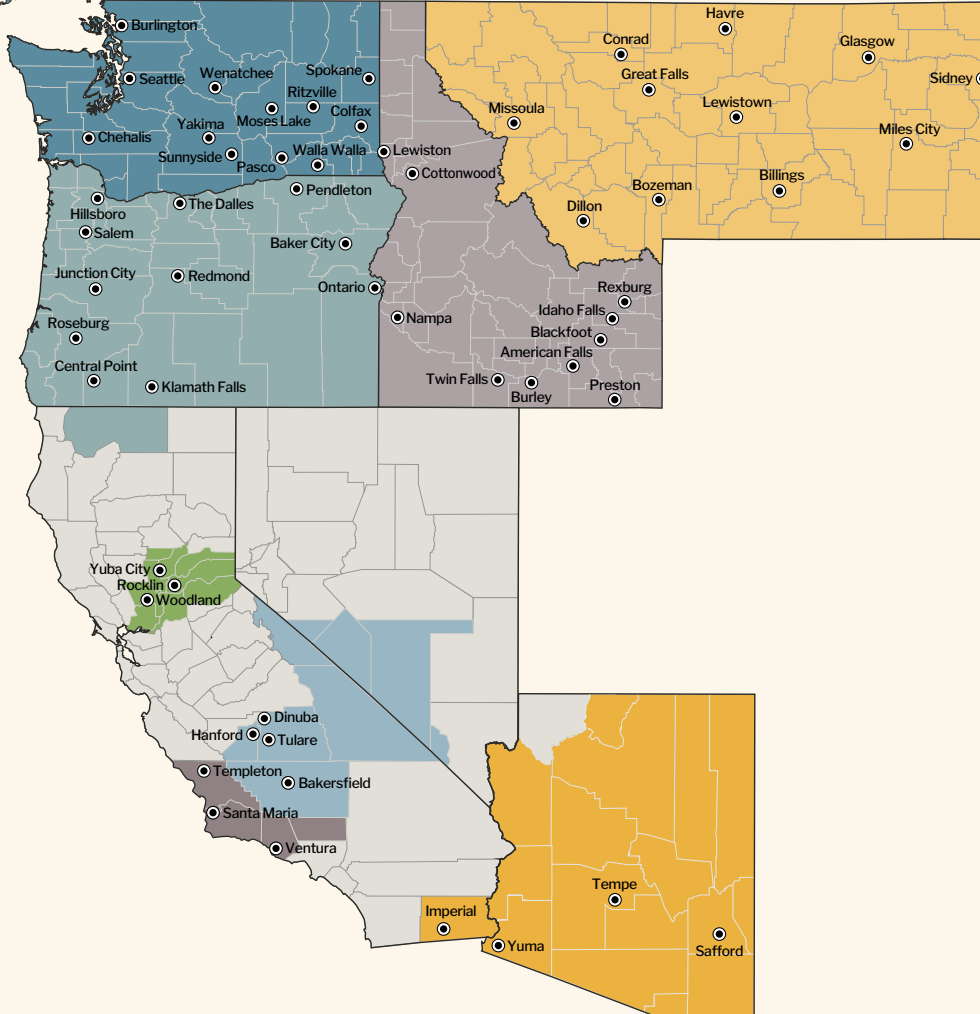 Burlington
Seattle
Wenatchee
Spokane
Ritzville
Moses Lake
Colfax
Chehalis
Yakima
Sunnyside
Pasco
Walla Walla
Lewiston
Cottonwood
Pendleton
Hillsboro
The Dalles
Salem
Baker City
Junction City
Redmond
Ontario
Roseburg
Central Point
Klamath Falls
Nampa
Rexburg
Idaho Falls
Blackfoot
American Falls
Twin Falls
Burley
Preston
Havre
Conrad
Glasgow
Great Falls
Sidney
Lewistown
Missoula
Miles City
Billings
Bozeman
Dillon
Yuba City
Rocklin
Woodland
Dinuba
Hanford
Tulare
Templeton
Bakersfield
Santa Maria
Ventura
Imperial
Yuma
Tempe
Safford